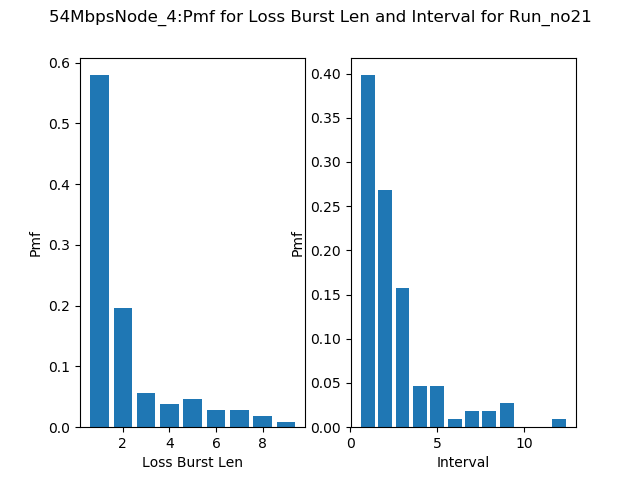 54MbpsNode_4:Pmf for Loss Burst Len and Interval for Run_no21
Pmf
0.6
0.5
0.4
0.3
0.2
0.1
0.0
2 4 6 8
Loss Burst Len
Pmf
0.40
0.35
0.30
0.25
0.20
0.15
0.10
0.05
0.00
0 5 10
Interval